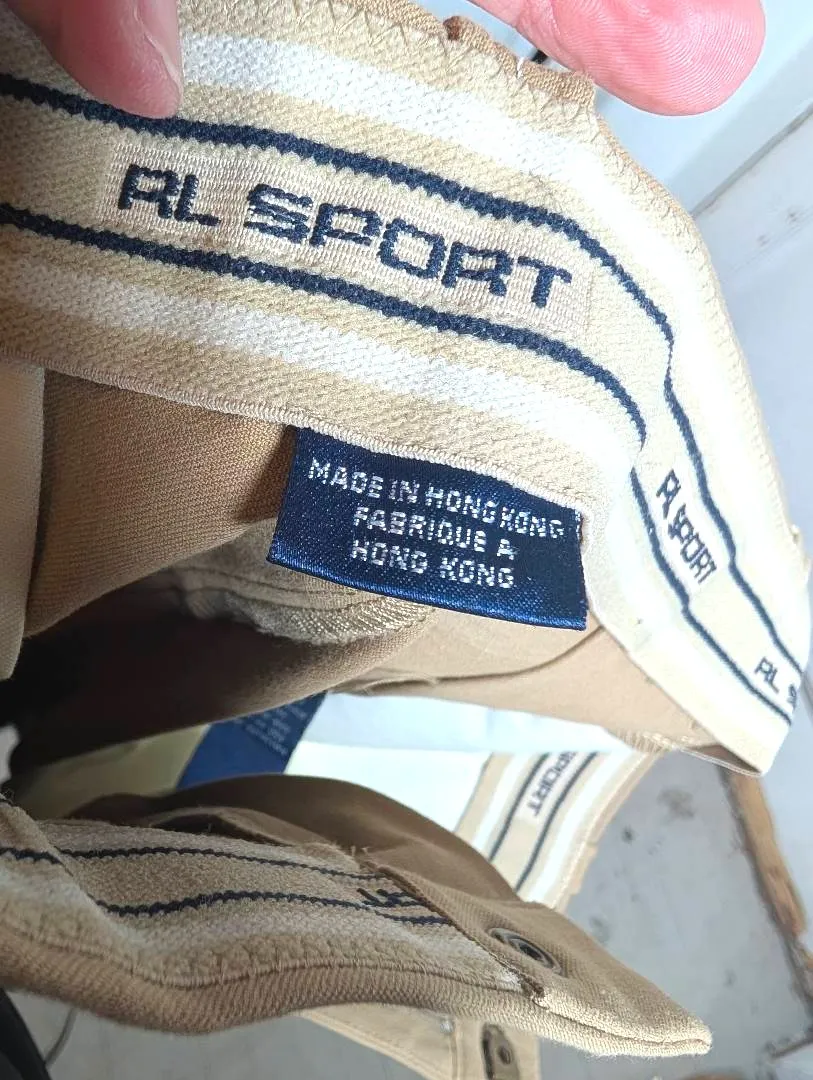 RL SPORT
MADE IN HONG KONG
FABRIQUE A
HONG KONG
RL SPORT
RL
SPORT